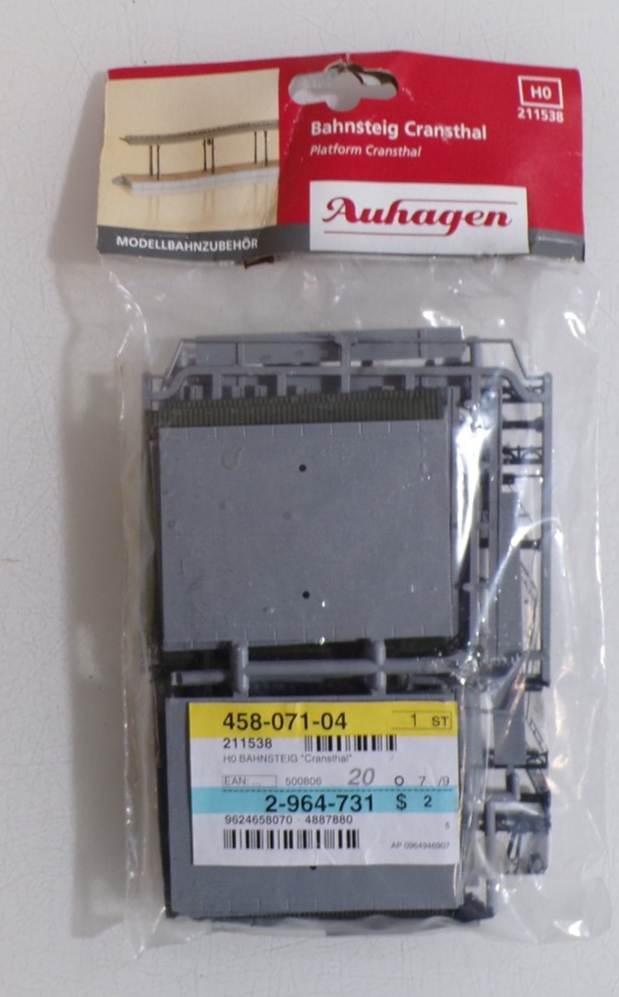 H0
211538
Bahnsteig Cransthal
Platform Cransthal
Auhagen
MODELLBAHNZUBEHÖR
458-071-04 1 ST
211538
H0 BAHNSTEIG "Cransthal"
EAN: ... 500806 20 O 7 /9
2-964-731 $ 2
9624658070 4887880 5
AP 0964946907